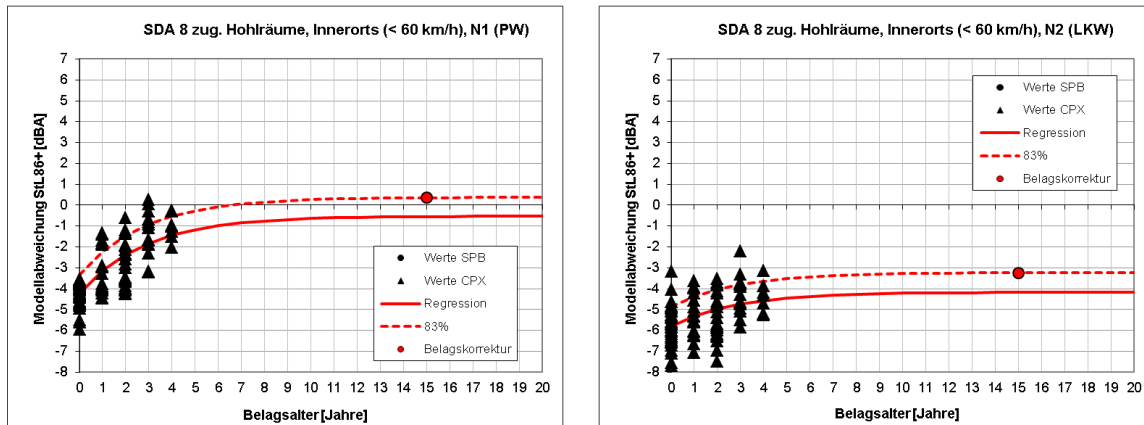 SDA 8 zug. Hohlräume, Innerorts (< 60 km/h), N1 (PW)
Modellabweichung StL86+ [dBA]
7
6
5
4
3
2
1
0
-1
-2
-3
-4
-5
-6
-7
-8
0 1 2 3 4 5 6 7 8 9 10 11 12 13 14 15 16 17 18 19 20
Belagsalter [Jahre]
Werte SPB
Werte CPX
Regression
83%
Belagskorrektur
SDA 8 zug. Hohlräume, Innerorts (< 60 km/h), N2 (LKW)
Modellabweichung StL86+ [dBA]
7
6
5
4
3
2
1
0
-1
-2
-3
-4
-5
-6
-7
-8
0 1 2 3 4 5 6 7 8 9 10 11 12 13 14 15 16 17 18 19 20
Belagsalter [Jahre]
Werte SPB
Werte CPX
Regression
83%
Belagskorrektur